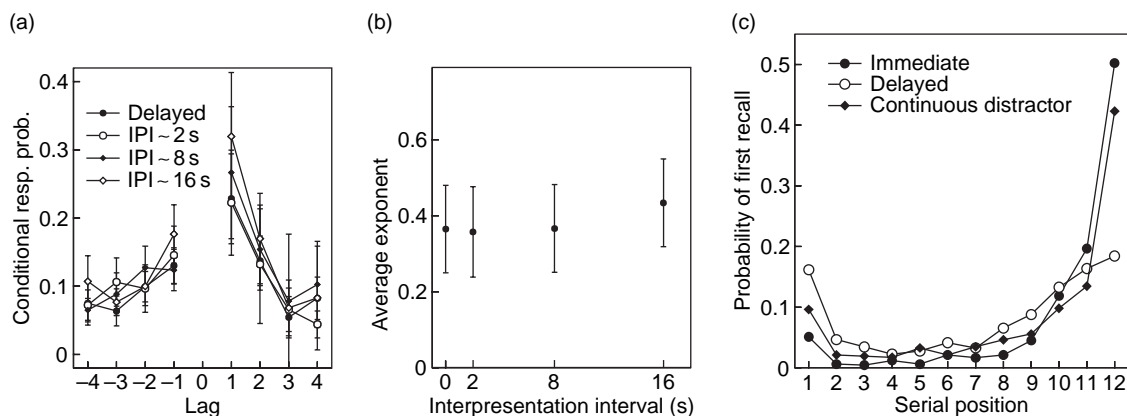 (a)
Conditional resp. prob.
0.4
0.3
0.2
0.1
0
Delayed
IPI ~ 2 s
IPI ~ 8 s
IPI ~ 16 s
–4 –3 –2 –1 0 1 2 3 4
Lag
(b)
Average exponent
0.6
0.4
0.2
0
0 2 8 16
Interpresentation interval (s)
(c)
Probability of first recall
0.5
0.4
0.3
0.2
0.1
0
Immediate
Delayed
Continuous distractor
1 2 3 4 5 6 7 8 9 10 11 12
Serial position